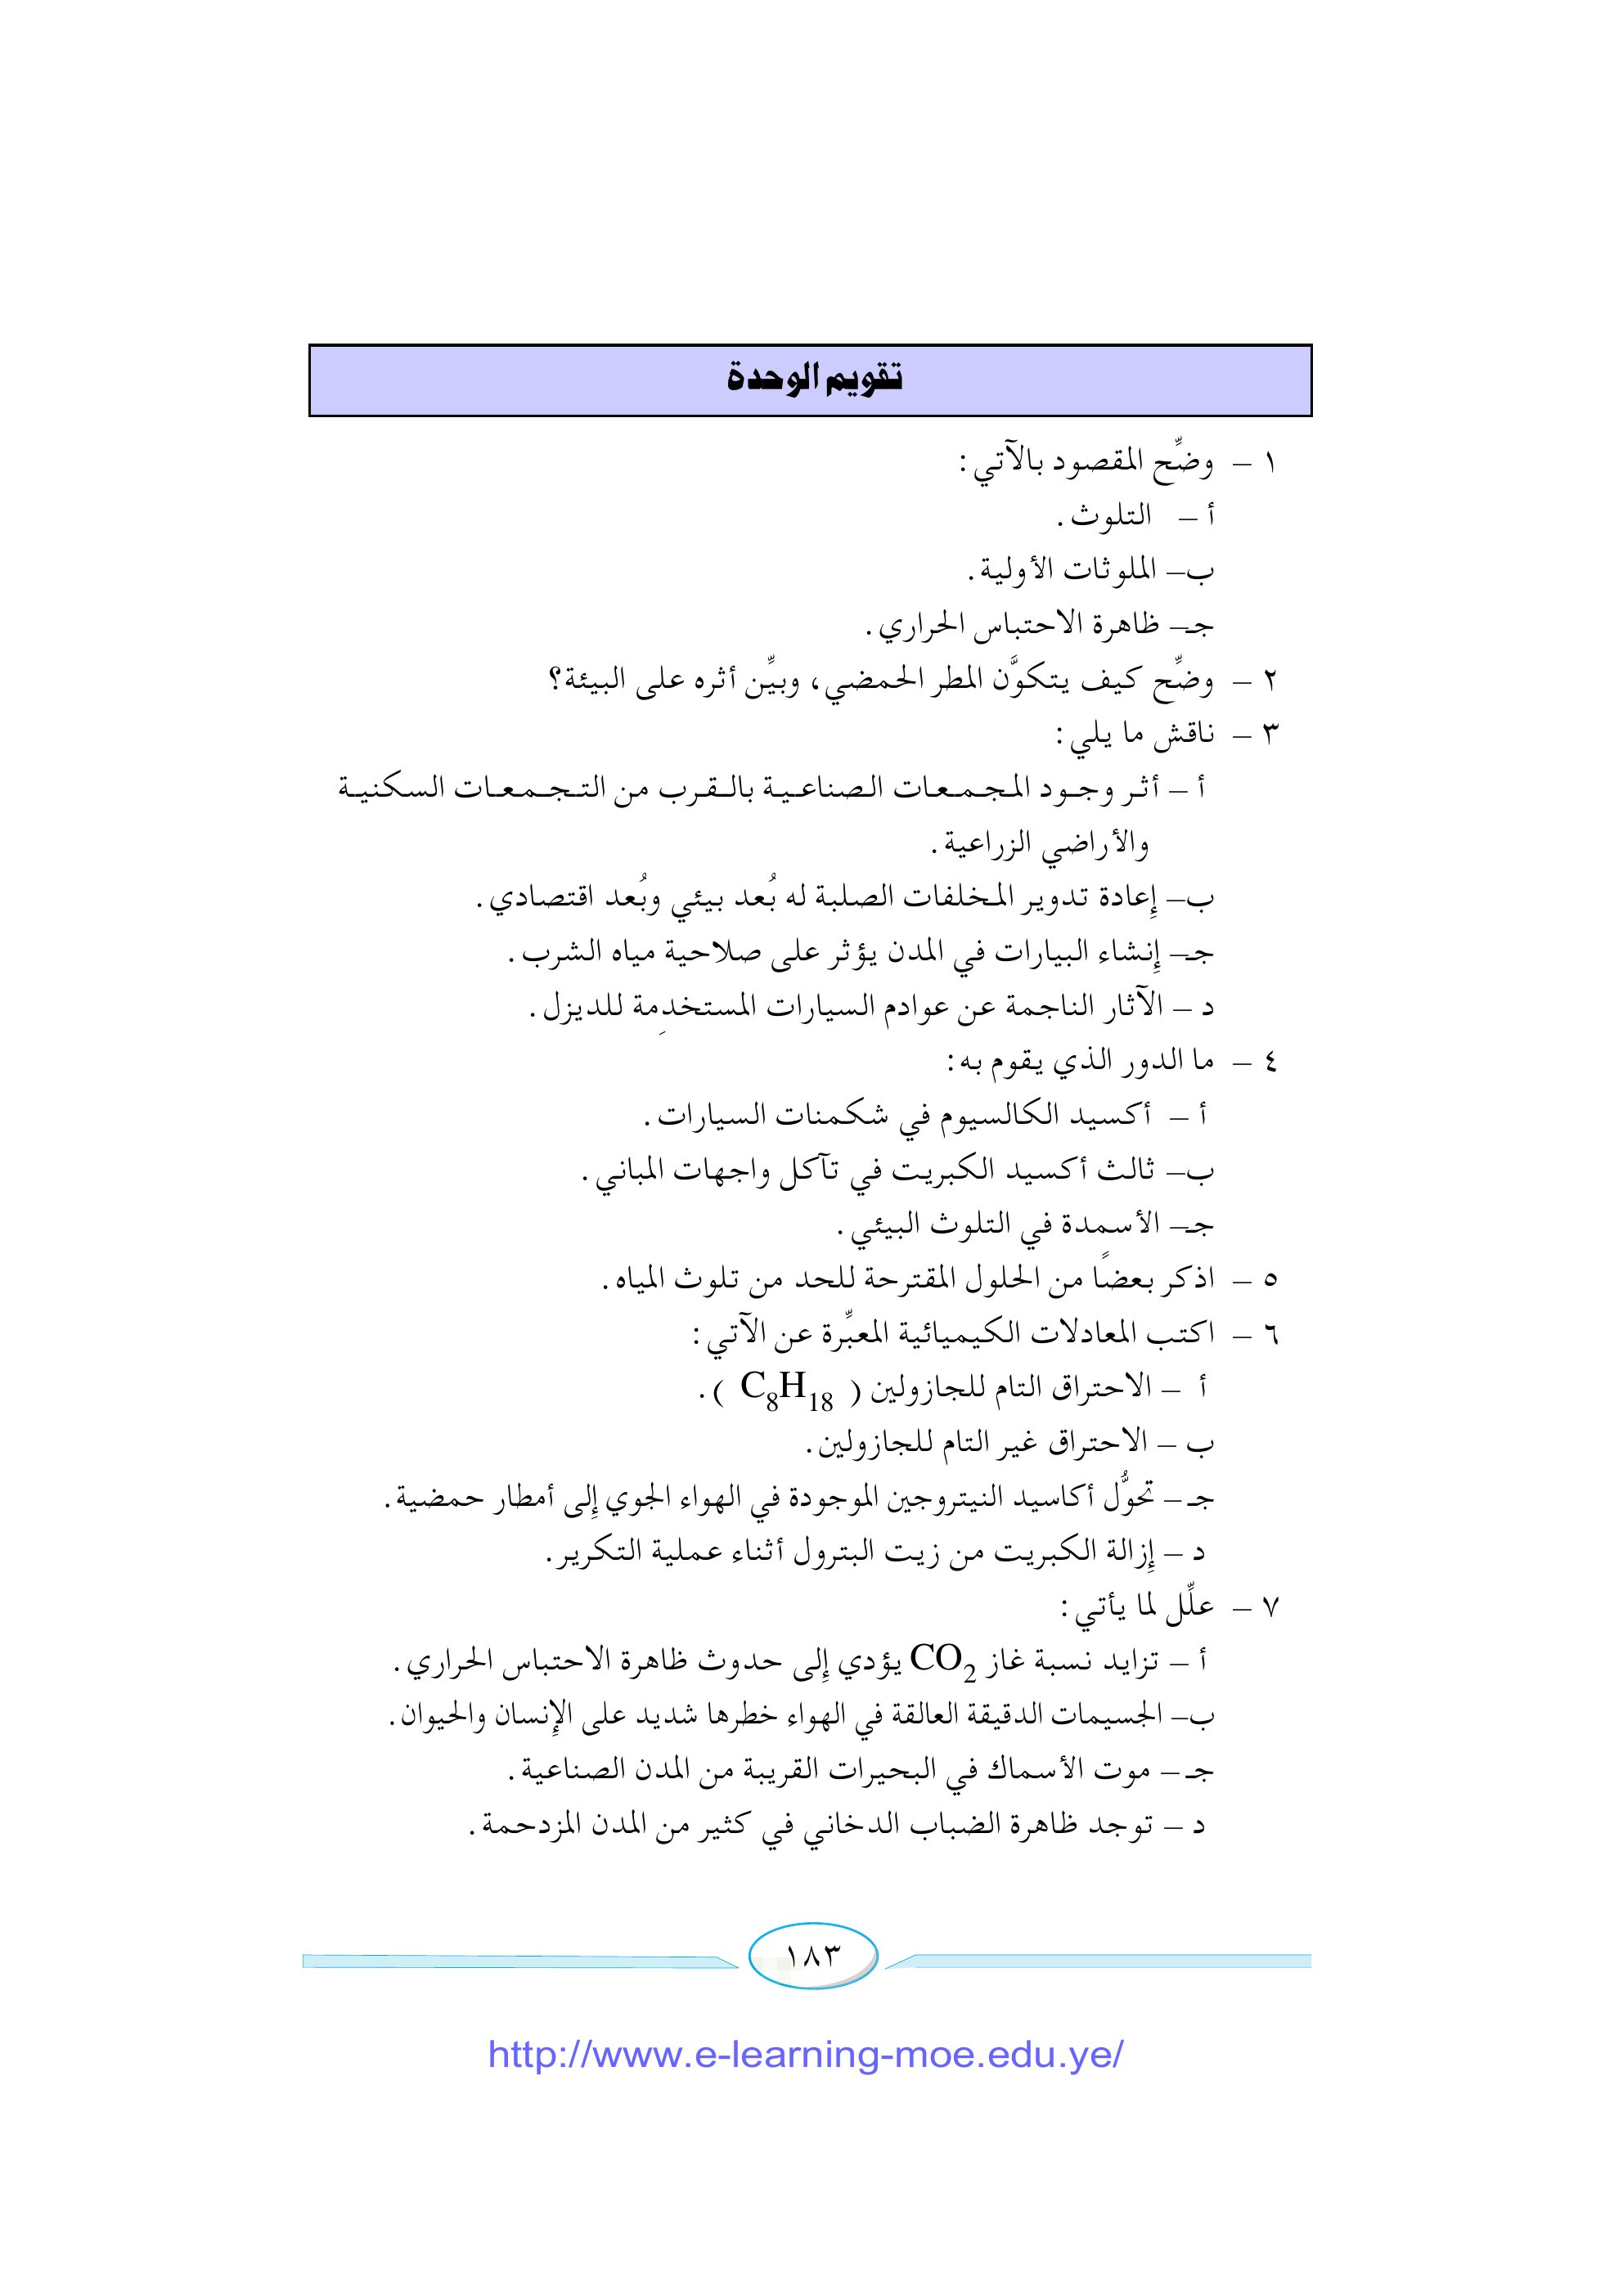 تقويم الوحدة
١ – وضِّح المقصود بالآتي:
أ – التلوث.
ب– الملوثات الأولية.
جـ– ظاهرة الاحتباس الحراري.
٢ – وضِّح كيف يتكوَّن المطر الحمضي، وبيِّن أثره على البيئة؟
٣ – ناقش ما يلي:
أ – أثر وجود المجمعات الصناعية بالقرب من التجمعات السكنية
والأراضي الزراعية.
ب– إعادة تدوير المخلفات الصلبة له بُعد بيئي وبُعد اقتصادي.
جـ– إنشاء البيارات في المدن يؤثر على صلاحية مياه الشرب.
د – الآثار الناجمة عن عوادم السيارات المستخدِمة للديزل.
٤ – ما الدور الذي يقوم به:
أ – أكسيد الكالسيوم في شكمنات السيارات.
ب– ثالث أكسيد الكبريت في تآكل واجهات المباني.
جـ– الأسمدة في التلوث البيئي.
٥ – اذكر بعضًا من الحلول المقترحة للحد من تلوث المياه.
٦ – اكتب المعادلات الكيميائية المعبِّرة عن الآتي:
أ – الاحتراق التام للجازولين ( C₈H₁₈ ).
ب – الاحتراق غير التام للجازولين.
جـ – تحوُّل أكاسيد النيتروجين الموجودة في الهواء الجوي إلى أمطار حمضية.
د – إزالة الكبريت من زيت البترول أثناء عملية التكرير.
٧ – علِّل لما يأتي:
أ – تزايد نسبة غاز CO₂ يؤدي إلى حدوث ظاهرة الاحتباس الحراري.
ب– الجسيمات الدقيقة العالقة في الهواء خطرها شديد على الإنسان والحيوان.
جـ – موت الأسماك في البحيرات القريبة من المدن الصناعية.
د – توجد ظاهرة الضباب الدخاني في كثير من المدن المزدحمة.
١٨٣
http://www.e-learning-moe.edu.ye/